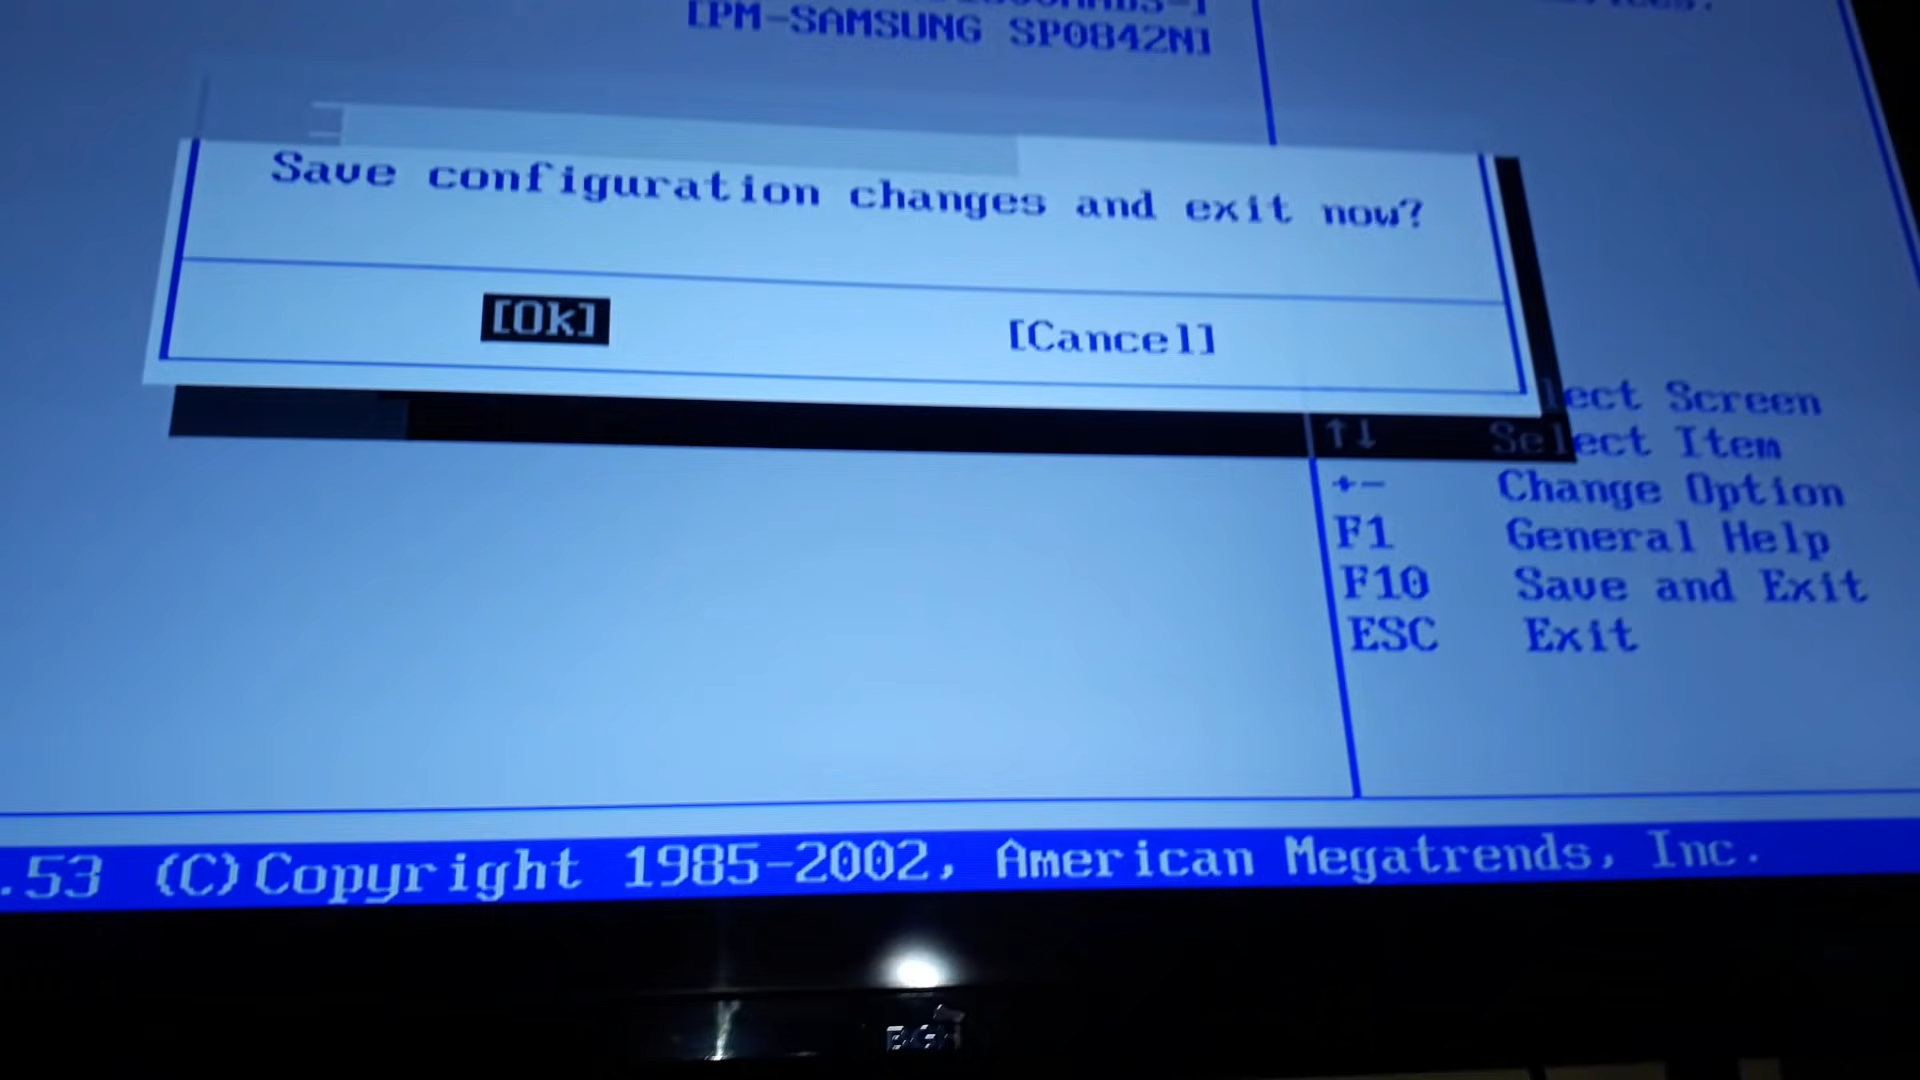 [PM-SAMSUNG SP0842N]
Save configuration changes and exit now?
[Ok] [Cancel]
lect Screen
↑↓ Select Item
+- Change Option
F1 General Help
F10 Save and Exit
ESC Exit
.53 (C)Copyright 1985-2002, American Megatrends, Inc.